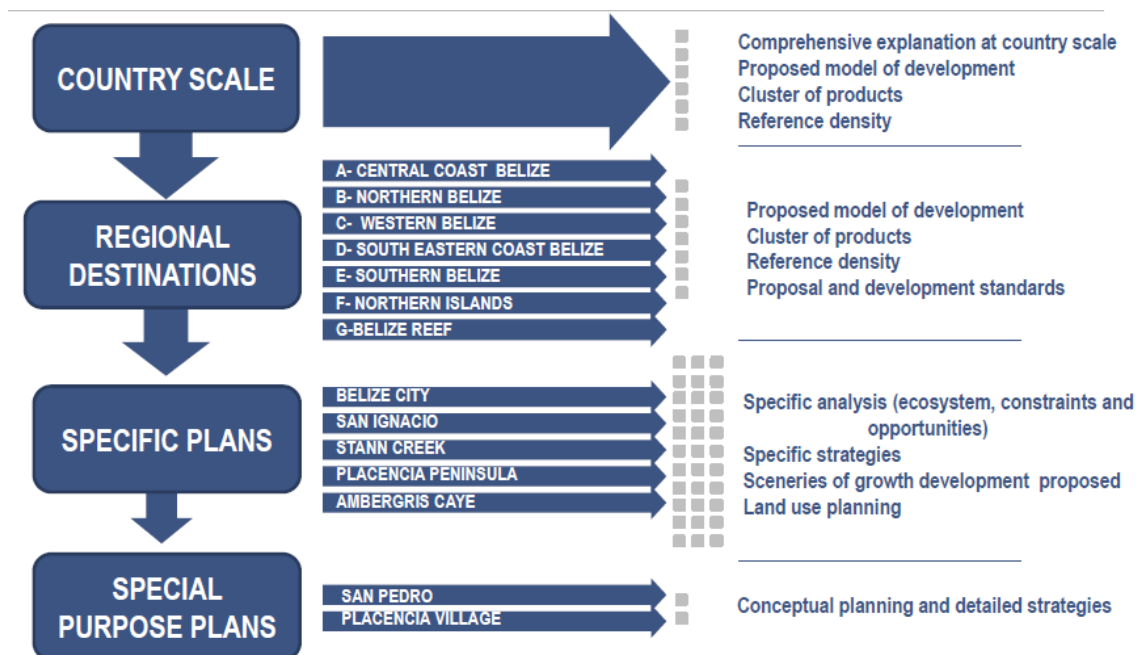 COUNTRY SCALE
Comprehensive explanation at country scale
Proposed model of development
Cluster of products
Reference density
REGIONAL
DESTINATIONS
A- CENTRAL COAST BELIZE
B- NORTHERN BELIZE
C- WESTERN BELIZE
D- SOUTH EASTERN COAST BELIZE
E- SOUTHERN BELIZE
F- NORTHERN ISLANDS
G-BELIZE REEF
Proposed model of development
Cluster of products
Reference density
Proposal and development standards
SPECIFIC PLANS
BELIZE CITY
SAN IGNACIO
STANN CREEK
PLACENCIA PENINSULA
AMBERGRIS CAYE
Specific analysis (ecosystem, constraints and
opportunities)
Specific strategies
Sceneries of growth development proposed
Land use planning
SPECIAL
PURPOSE PLANS
SAN PEDRO
PLACENCIA VILLAGE
Conceptual planning and detailed strategies